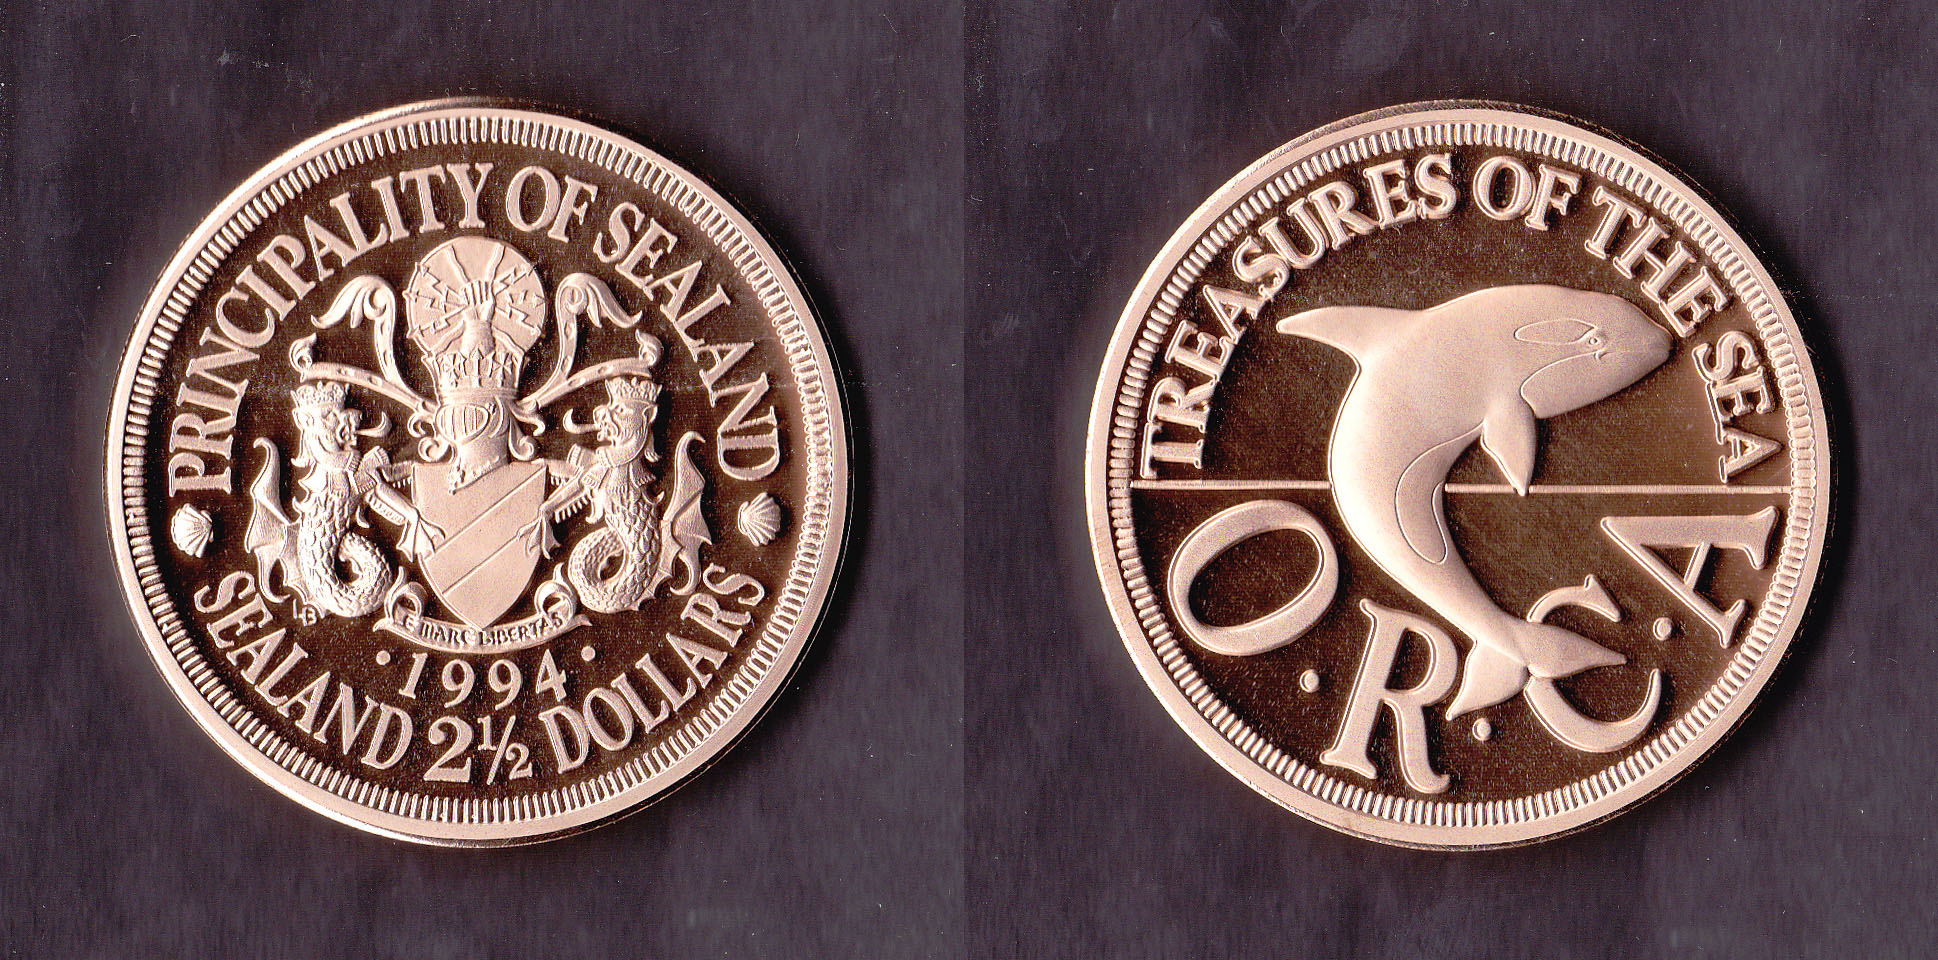 PRINCIPALITY OF SEALAND
E MARE LIBERTAS
· 1994 ·
SEALAND 2½ DOLLARS
LB
TREASURES OF THE SEA
O·R·C·A